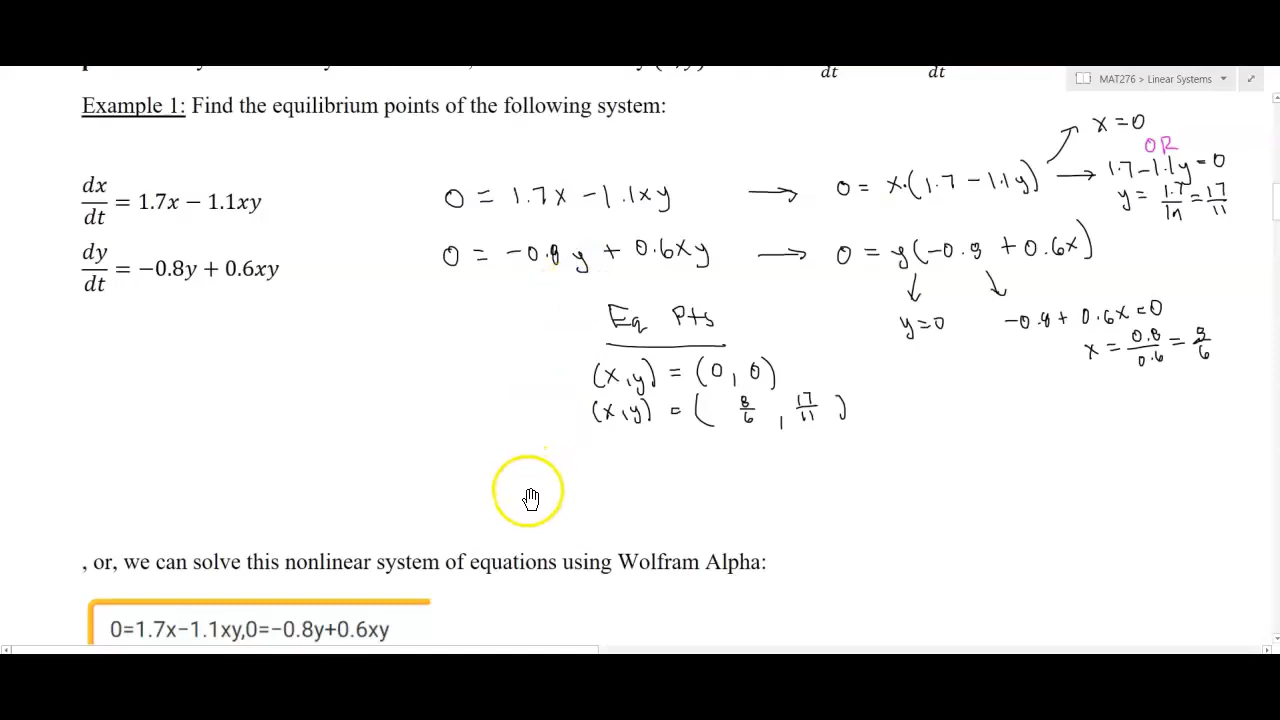 dt dt
MAT276 > Linear Systems
Example 1: Find the equilibrium points of the following system:
dx/dt = 1.7x − 1.1xy
0 = 1.7x − 1.1xy → 0 = x·(1.7 − 1.1y)
x = 0
OR
→ 1.7 − 1.1y = 0
y = 1.7/ = 17/11
dy/dt = −0.8y + 0.6xy
0 = −0.8y + 0.6xy → 0 = y(−0.8 + 0.6x)
y = 0
−0.8 + 0.6x = 0
x = 0.8/0.6 = 8/6
Eq Pts
(x,y) = (0, 0)
(x,y) = ( 8/6 , 17/11 )
, or, we can solve this nonlinear system of equations using Wolfram Alpha:
0=1.7x−1.1xy,0=−0.8y+0.6xy